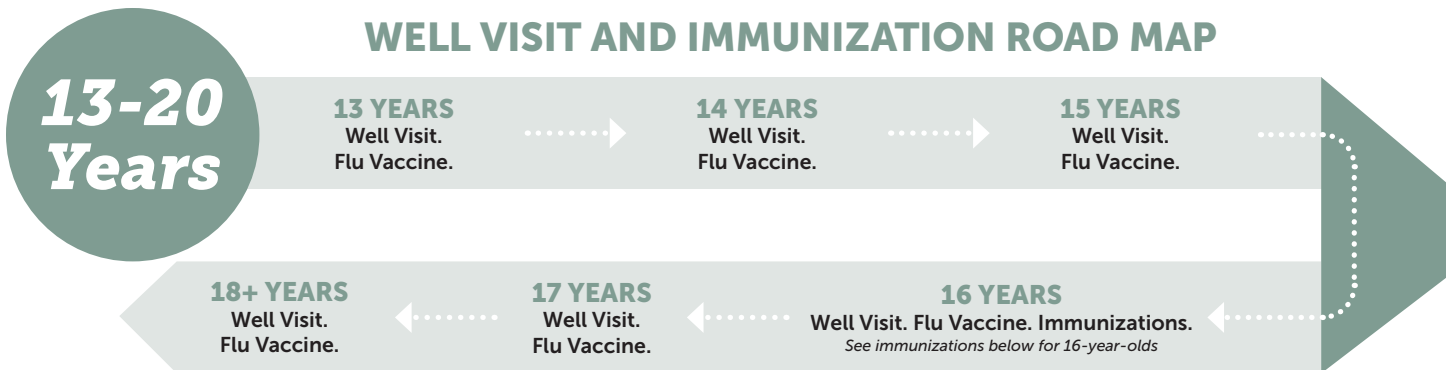 WELL VISIT AND IMMUNIZATION ROAD MAP
13-20
Years
13 YEARS
Well Visit.
Flu Vaccine.
14 YEARS
Well Visit.
Flu Vaccine.
15 YEARS
Well Visit.
Flu Vaccine.
16 YEARS
Well Visit. Flu Vaccine. Immunizations.
See immunizations below for 16-year-olds
17 YEARS
Well Visit.
Flu Vaccine.
18+ YEARS
Well Visit.
Flu Vaccine.